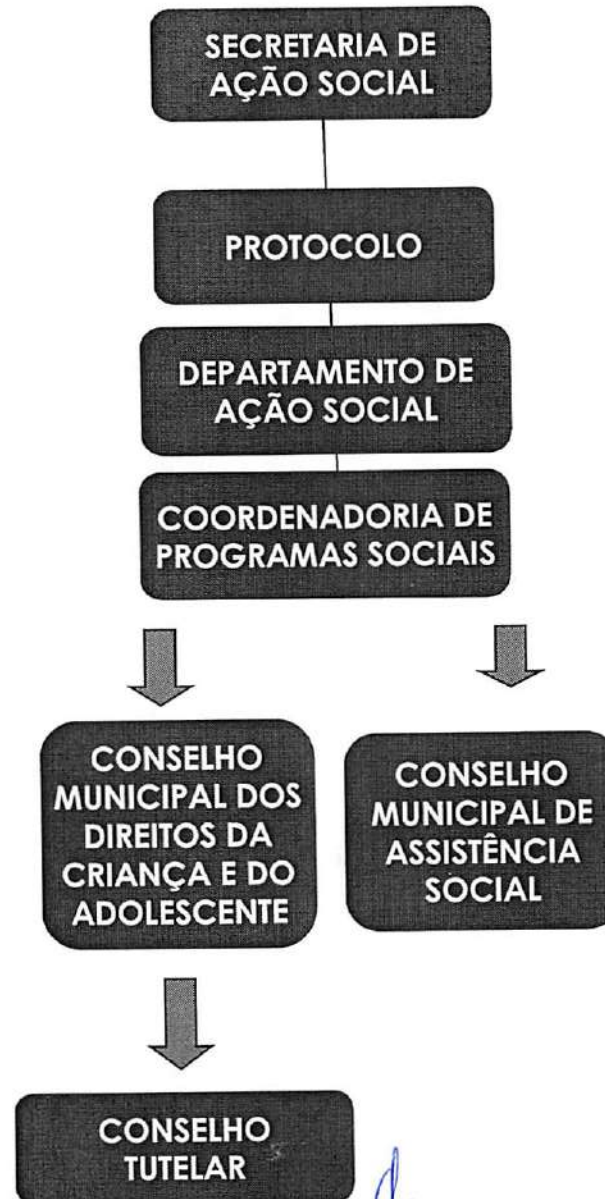 SECRETARIA DE
AÇÃO SOCIAL
PROTOCOLO
DEPARTAMENTO DE
AÇÃO SOCIAL
COORDENADORIA DE
PROGRAMAS SOCIAIS
CONSELHO
MUNICIPAL DOS
DIREITOS DA
CRIANÇA E DO
ADOLESCENTE
CONSELHO
MUNICIPAL DE
ASSISTÊNCIA
SOCIAL
CONSELHO
TUTELAR